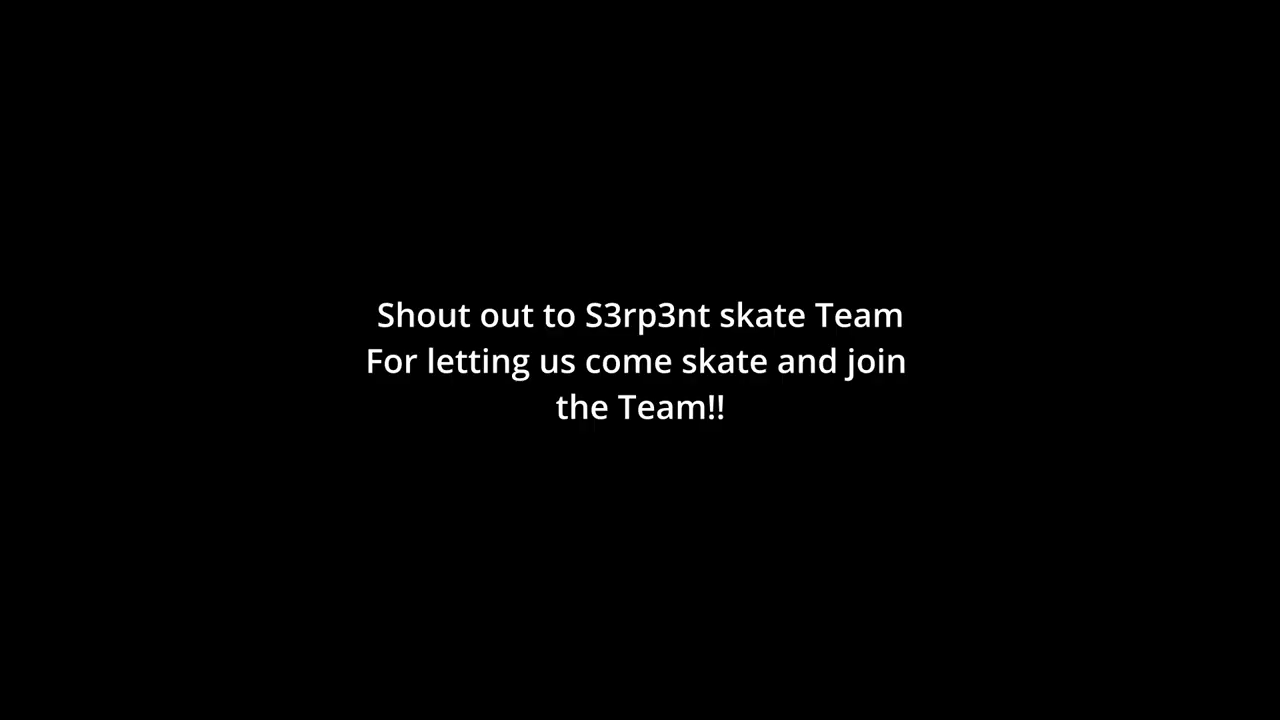 Shout out to S3rp3nt skate Team
For letting us come skate and join
the Team!!